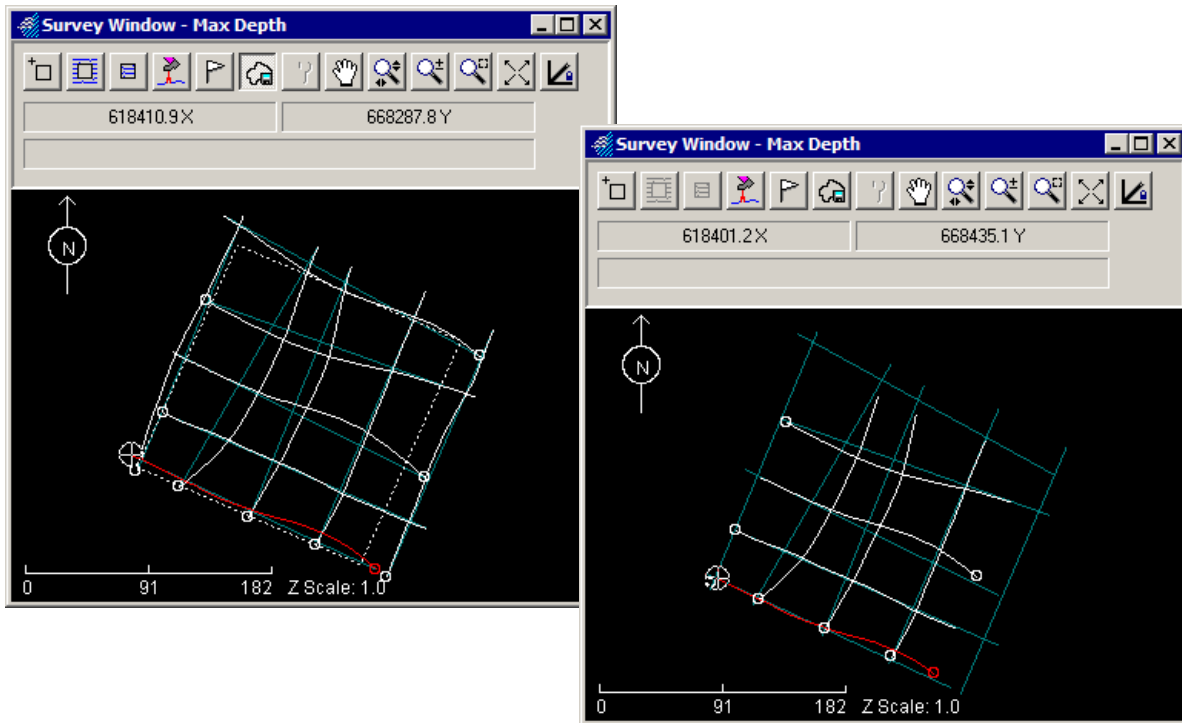 Survey Window - Max Depth
618410.9 X 668287.8 Y
N
0 91 182 Z Scale: 1.0
Survey Window - Max Depth
618401.2 X 668435.1 Y
N
0 91 182 Z Scale: 1.0